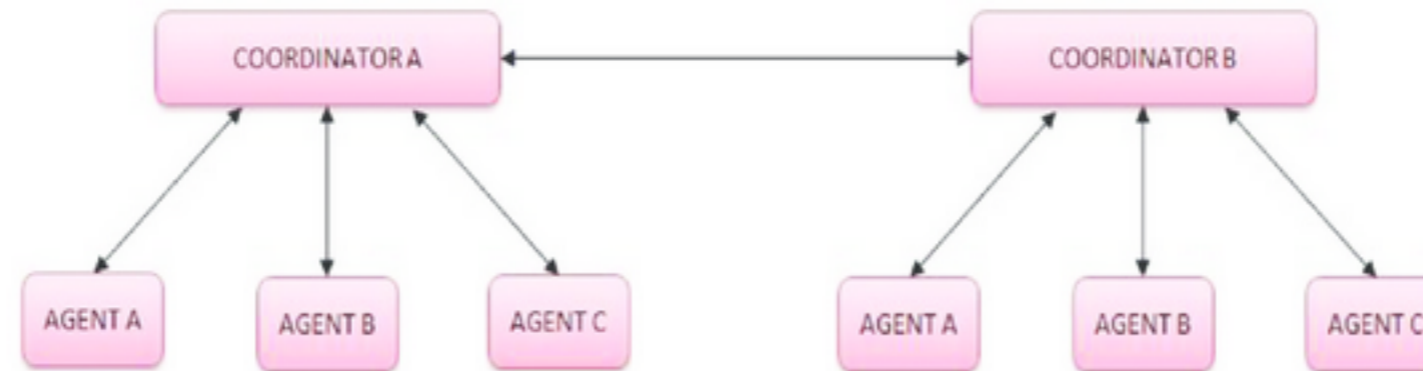 COORDINATOR A
COORDINATOR B
AGENT A
AGENT B
AGENT C
AGENT A
AGENT B
AGENT C